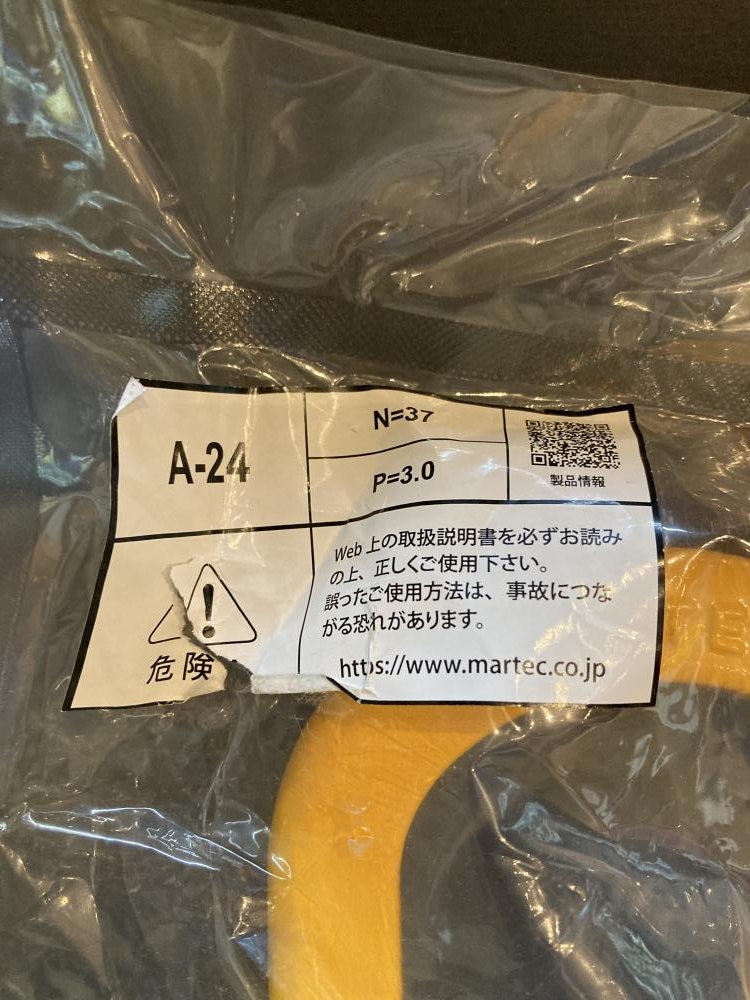 A-24
N=37
P=3.0
製品情報
危険
Web上の取扱説明書を必ずお読み
の上、正しくご使用下さい。
誤ったご使用方法は、事故につな
がる恐れがあります。
https://www.martec.co.jp
TE